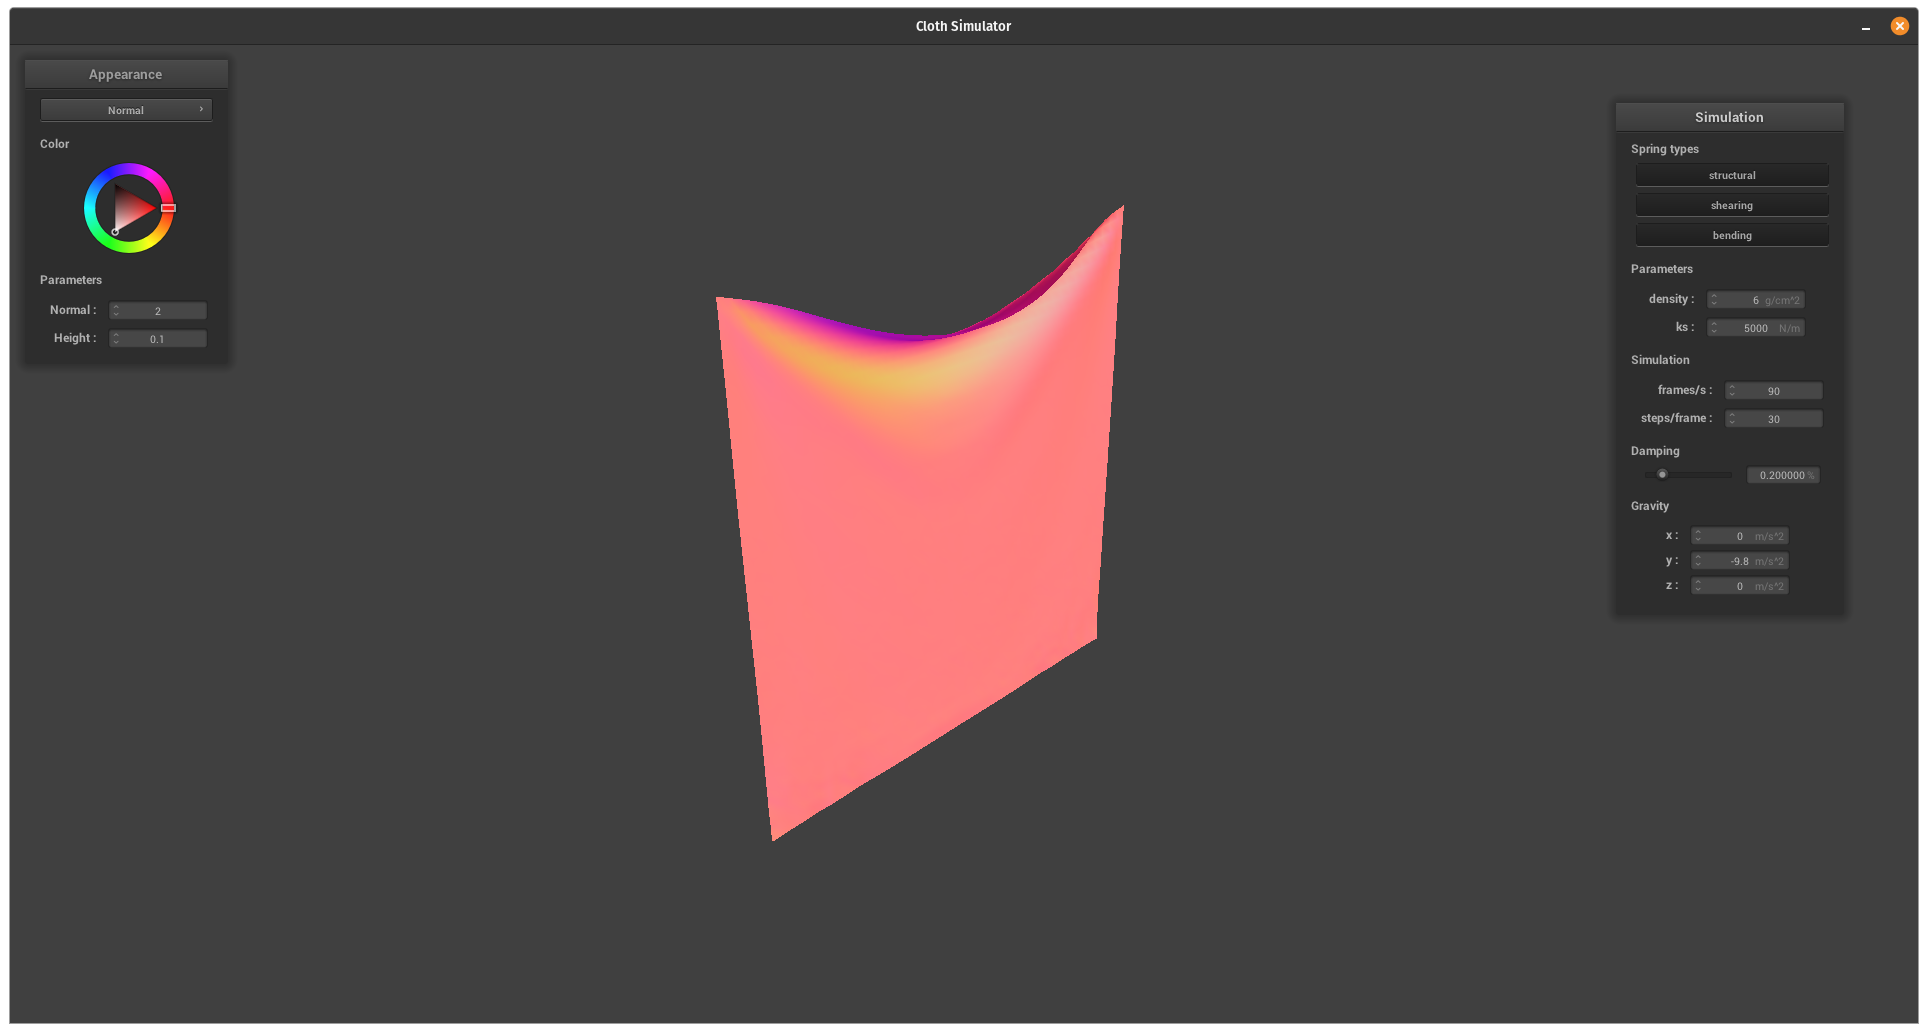 Cloth Simulator
Appearance
Normal
Color
Parameters
Normal : 2
Height : 0.1
Simulation
Spring types
structural
shearing
bending
Parameters
density : 6 g/cm^2
ks : 5000 N/m
Simulation
frames/s : 90
steps/frame : 30
Damping
0.200000 %
Gravity
x : 0 m/s^2
y : -9.8 m/s^2
z : 0 m/s^2